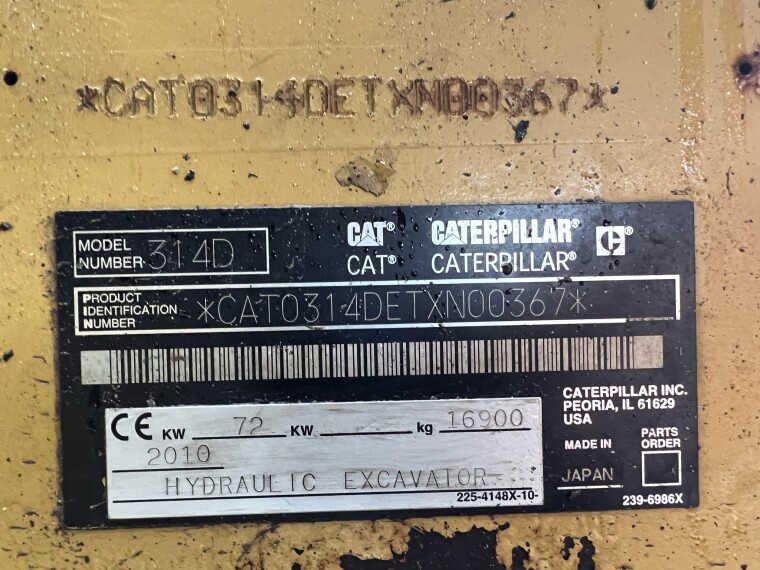 *CAT0314DETXN00367*
MODEL NUMBER 314D
CAT® CATERPILLAR® C®
CAT® CATERPILLAR®
PRODUCT IDENTIFICATION NUMBER *CAT0314DETXN00367*
CATERPILLAR INC.
PEORIA, IL 61629
USA
CE KW 72 KW kg 16900
2010
HYDRAULIC EXCAVATOR
225-4148X-10-
MADE IN JAPAN
PARTS ORDER
239-6986X